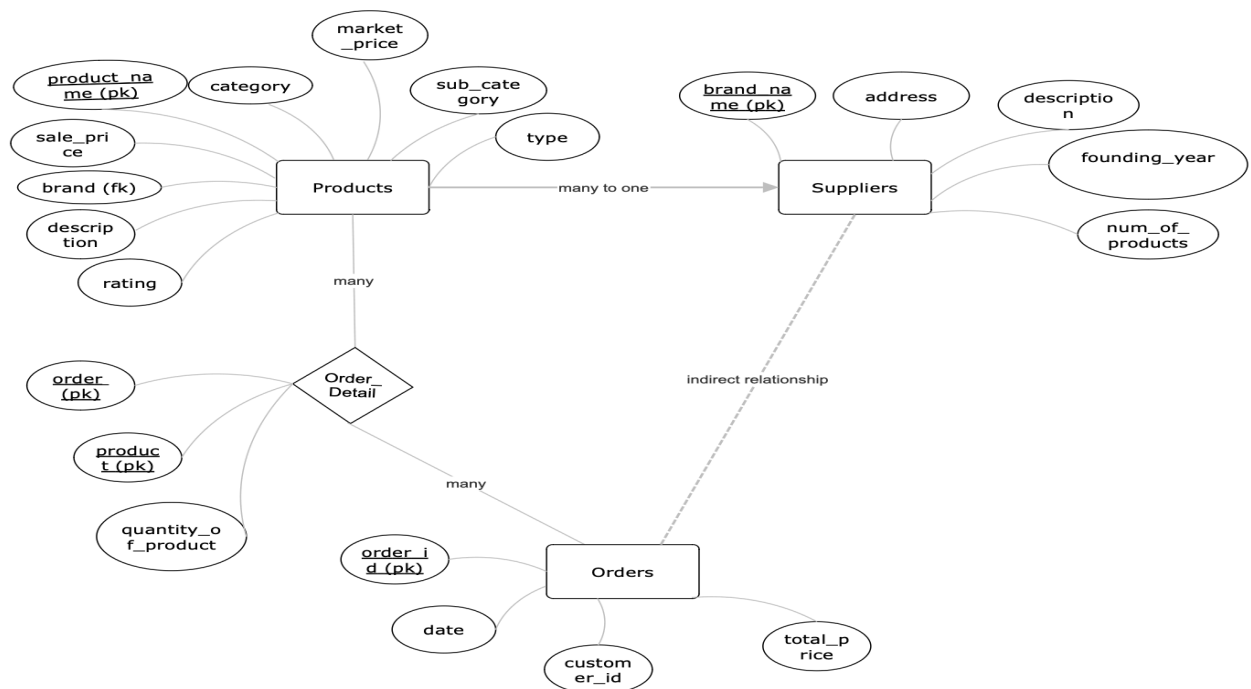 market
_price
product_na
me (pk)
category
sub_cate
gory
type
sale_pri
ce
brand (fk)
descrip
tion
rating
Products
many to one
brand_na
me (pk)
address
descriptio
n
founding_year
num_of_
products
Suppliers
many
order_
(pk)
produc
t (pk)
quantity_o
f_product
Order_
Detail
indirect relationship
many
order_i
d (pk)
date
custom
er_id
total_p
rice
Orders